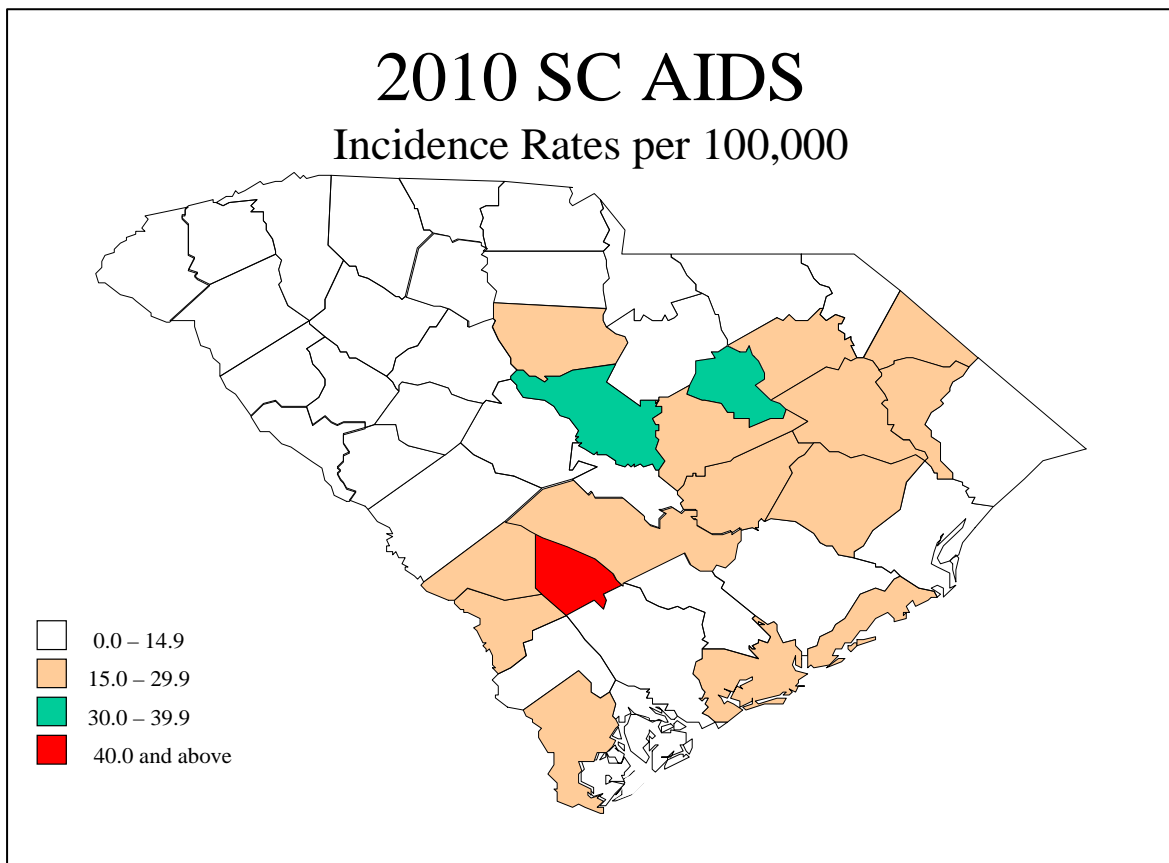 2010 SC AIDS
Incidence Rates per 100,000
0.0 – 14.9
15.0 – 29.9
30.0 – 39.9
40.0 and above